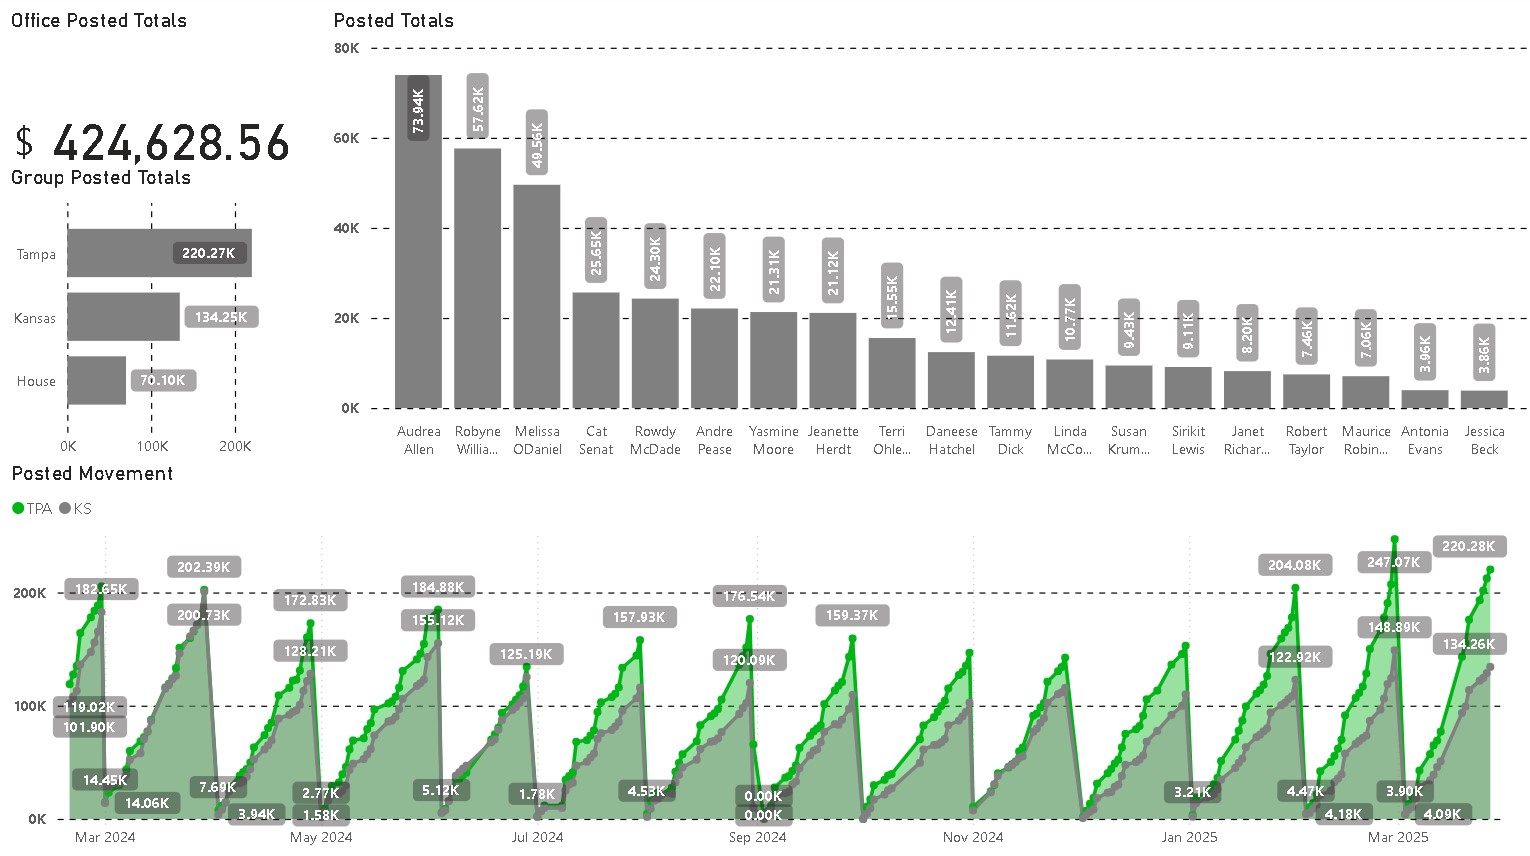 Office Posted Totals
$ 424,628.56
Group Posted Totals
Tampa
220.27K
Kansas
134.25K
House
70.10K
0K
100K
200K
Posted Totals
80K
60K
40K
20K
0K
73.94K
57.62K
49.56K
25.65K
24.30K
22.10K
21.31K
21.12K
15.55K
12.41K
11.62K
10.77K
9.43K
9.11K
8.20K
7.46K
7.06K
3.96K
3.86K
Audrea Allen
Robyne Willia...
Melissa ODaniel
Cat Senat
Rowdy McDade
Andre Pease
Yasmine Moore
Jeanette Herdt
Terri Ohle...
Daneese Hatchel
Tammy Dick
Linda McCo...
Susan Krum...
Sirikit Lewis
Janet Richar...
Robert Taylor
Maurice Robin...
Antonia Evans
Jessica Beck
Posted Movement
TPA KS
200K
100K
0K
182.65K
119.02K
101.90K
14.45K
14.06K
202.39K
200.73K
7.69K
3.94K
172.83K
128.21K
2.77K
1.58K
184.88K
155.12K
5.12K
125.19K
1.78K
157.93K
4.53K
176.54K
120.09K
0.00K
0.00K
159.37K
3.21K
204.08K
122.92K
4.47K
4.18K
247.07K
148.89K
3.90K
4.09K
220.28K
134.26K
Mar 2024
May 2024
Jul 2024
Sep 2024
Nov 2024
Jan 2025
Mar 2025